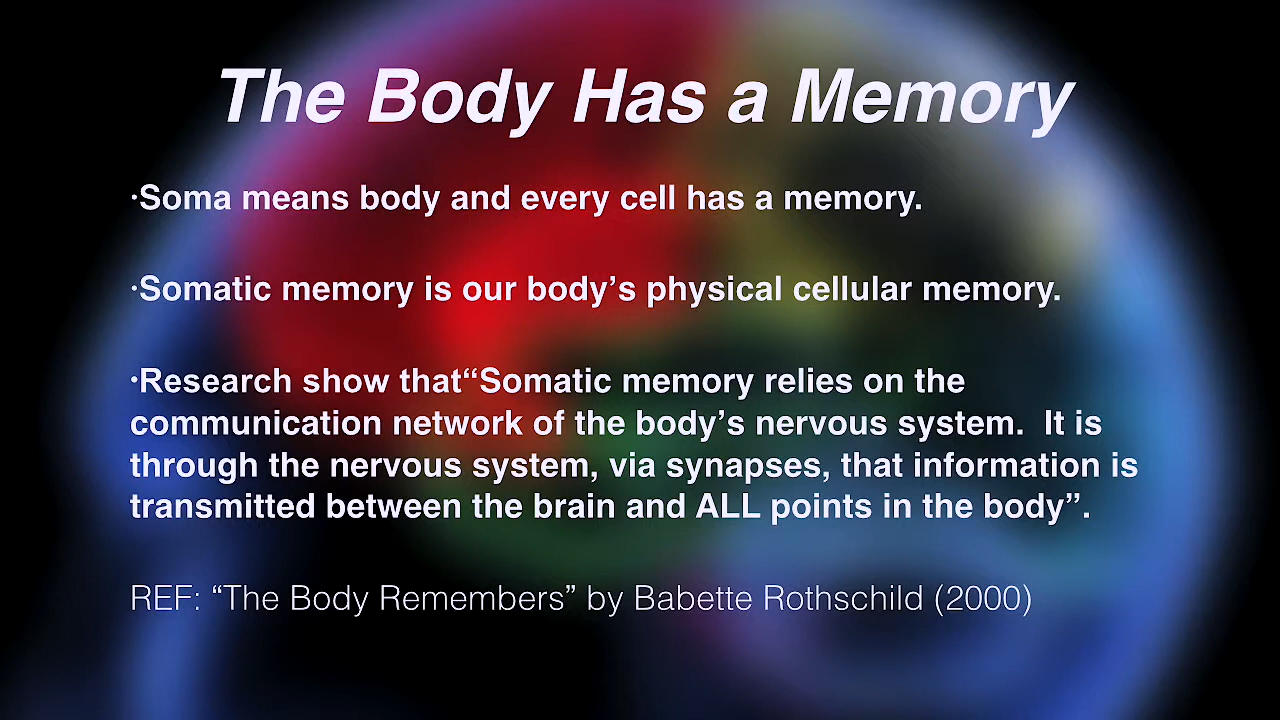 The Body Has a Memory
·Soma means body and every cell has a memory.
·Somatic memory is our body’s physical cellular memory.
·Research show that“Somatic memory relies on the
communication network of the body’s nervous system.  It is
through the nervous system, via synapses, that information is
transmitted between the brain and ALL points in the body”.
REF: “The Body Remembers” by Babette Rothschild (2000)